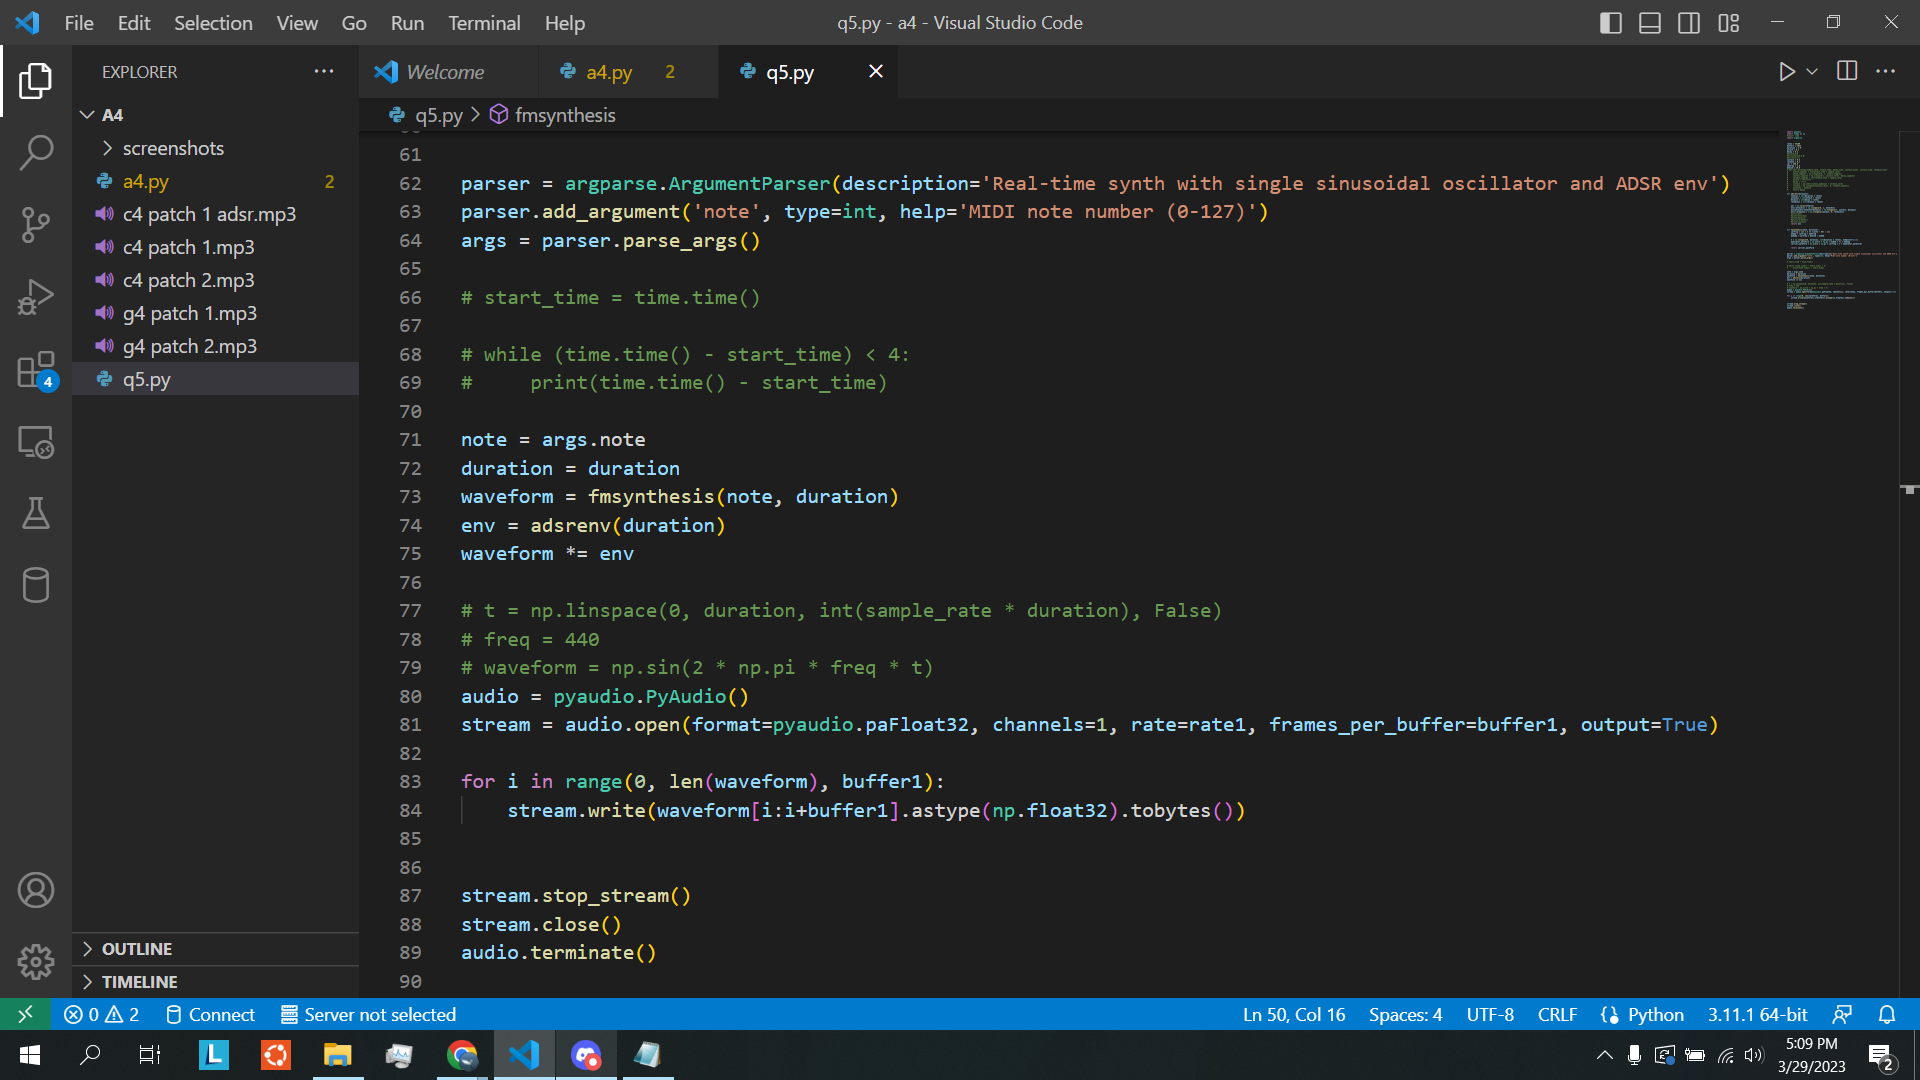 File Edit Selection View Go Run Terminal Help
q5.py - a4 - Visual Studio Code
EXPLORER
Welcome
a4.py 2
q5.py
q5.py > fmsynthesis
A4
screenshots
a4.py 2
c4 patch 1 adsr.mp3
c4 patch 1.mp3
c4 patch 2.mp3
g4 patch 1.mp3
g4 patch 2.mp3
q5.py
4
OUTLINE
TIMELINE
61
62 parser = argparse.ArgumentParser(description='Real-time synth with single sinusoidal oscillator and ADSR env')
63 parser.add_argument('note', type=int, help='MIDI note number (0-127)')
64 args = parser.parse_args()
65
66 # start_time = time.time()
67
68 # while (time.time() - start_time) < 4:
69 #     print(time.time() - start_time)
70
71 note = args.note
72 duration = duration
73 waveform = fmsynthesis(note, duration)
74 env = adsrenv(duration)
75 waveform *= env
76
77 # t = np.linspace(0, duration, int(sample_rate * duration), False)
78 # freq = 440
79 # waveform = np.sin(2 * np.pi * freq * t)
80 audio = pyaudio.PyAudio()
81 stream = audio.open(format=pyaudio.paFloat32, channels=1, rate=rate1, frames_per_buffer=buffer1, output=True)
82
83 for i in range(0, len(waveform), buffer1):
84     stream.write(waveform[i:i+buffer1].astype(np.float32).tobytes())
85
86
87 stream.stop_stream()
88 stream.close()
89 audio.terminate()
90
0 2 Connect Server not selected
Ln 50, Col 16 Spaces: 4 UTF-8 CRLF Python 3.11.1 64-bit
L
5:09 PM
3/29/2023
2